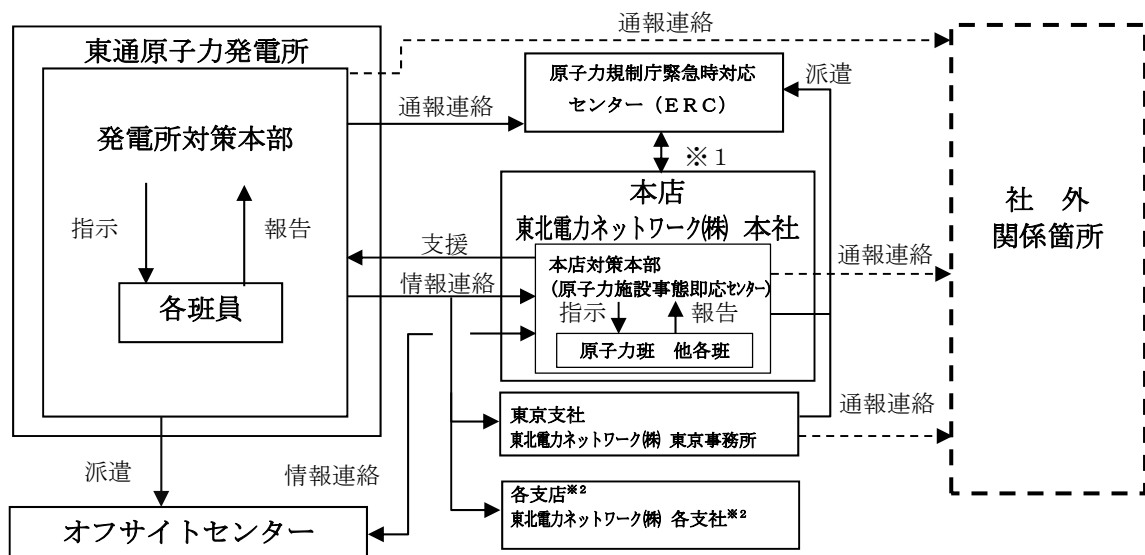 東通原子力発電所
発電所対策本部
指示
報告
各班員
派遣
オフサイトセンター
通報連絡
通報連絡
原子力規制庁緊急時対応
センター（ＥＲＣ）
派遣
※１
本店
東北電力ネットワーク㈱ 本社
支援
情報連絡
本店対策本部
(原子力施設事態即応センター)
指示
報告
原子力班　他各班
通報連絡
情報連絡
東京支社
東北電力ネットワーク㈱ 東京事務所
通報連絡
各支店※2
東北電力ネットワーク㈱ 各支社※2
社　外
関係箇所